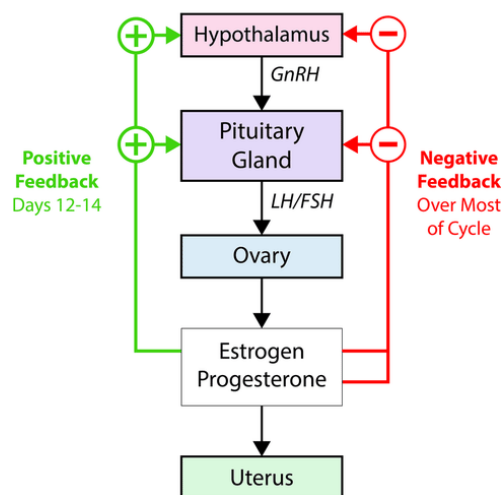 Hypothalamus
GnRH
Pituitary
Gland
Positive
Feedback
Days 12-14
Negative
Feedback
Over Most
of Cycle
LH/FSH
Ovary
Estrogen
Progesterone
Uterus